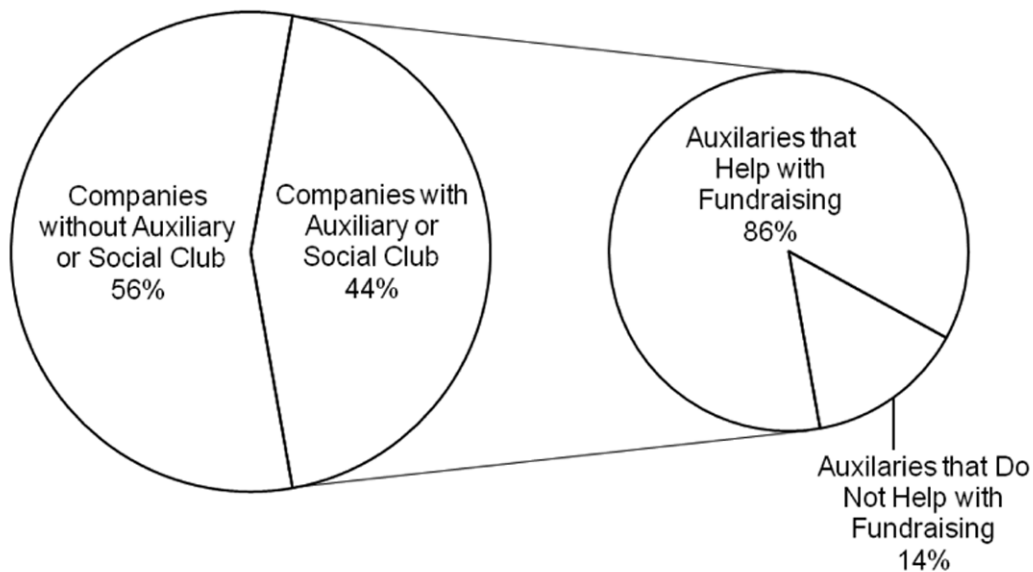 Companies
without Auxiliary
or Social Club
56%
Companies with
Auxiliary or
Social Club
44%
Auxilaries that
Help with
Fundraising
86%
Auxilaries that Do
Not Help with
Fundraising
14%